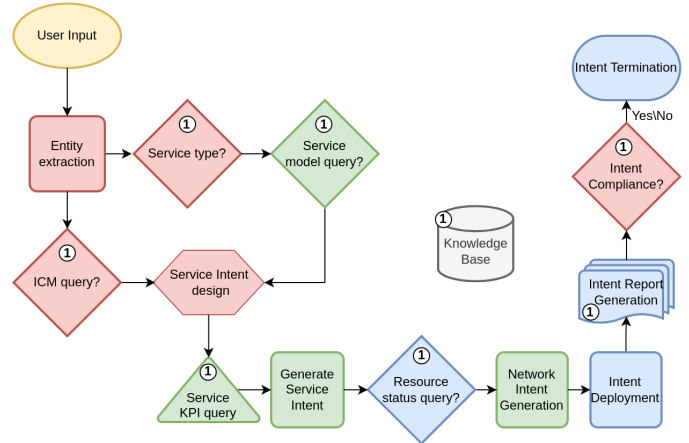 User Input
Entity
extraction
1
Service type?
1
Service
model query?
1
ICM query?
Service Intent
design
1
Service
KPI query
Generate
Service
Intent
1
Resource
status query?
Network
Intent
Generation
Intent
Deployment
Intent Report
Generation
1
1
Intent
Compliance?
Yes\No
Intent Termination
1
Knowledge
Base